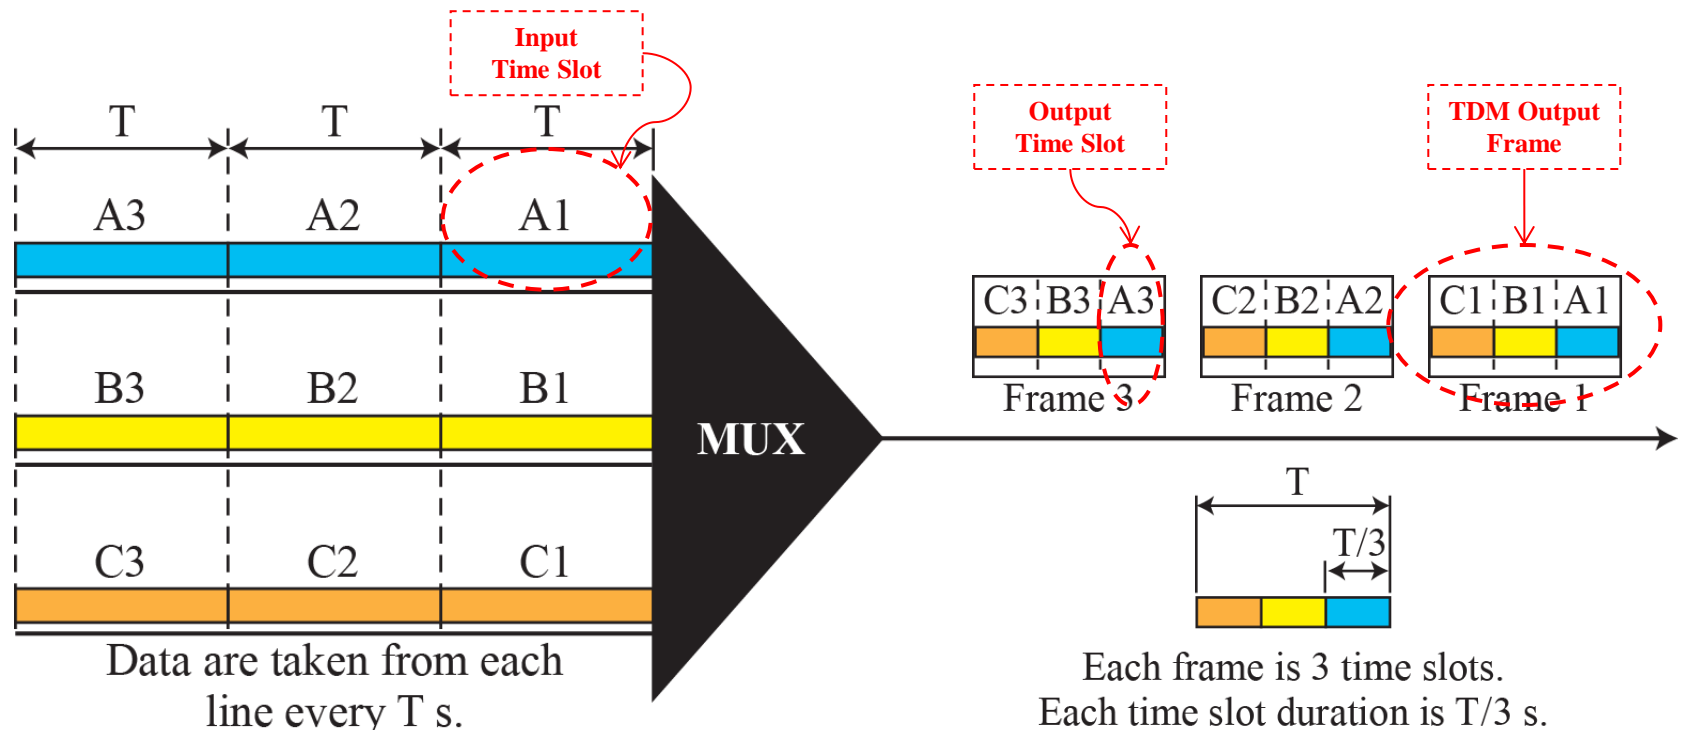 Input
Time Slot
Output
Time Slot
TDM Output
Frame
T
T
T
A3
A2
A1
B3
B2
B1
C3
C2
C1
MUX
Data are taken from each
line every T s.
C3 B3 A3
Frame 3
C2 B2 A2
Frame 2
C1 B1 A1
Frame 1
T
T/3
Each frame is 3 time slots.
Each time slot duration is T/3 s.